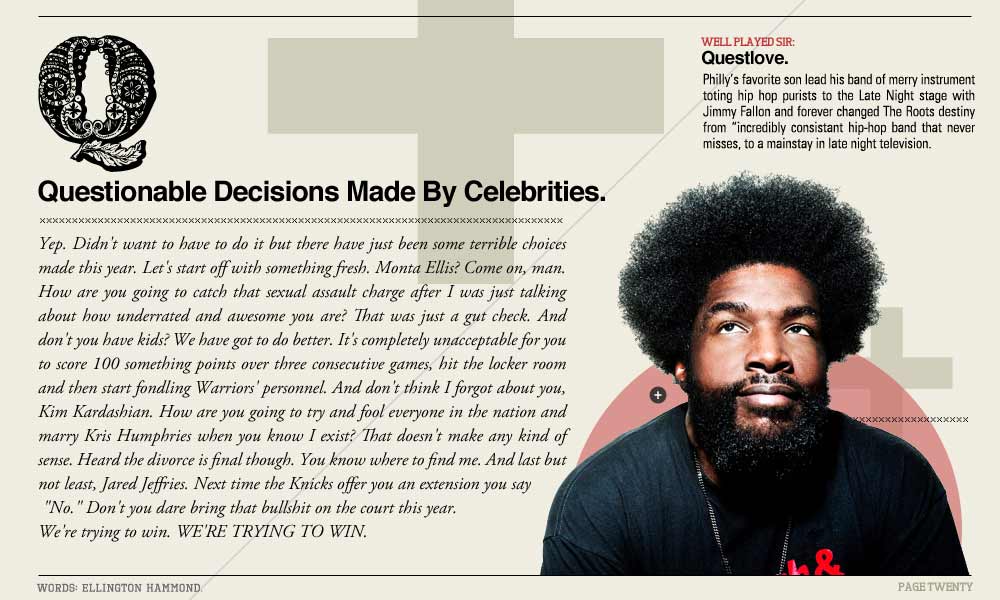 Q
Questionable Decisions Made By Celebrities.
Yep. Didn't want to have to do it but there have just been some terrible choices
made this year. Let's start off with something fresh. Monta Ellis? Come on, man.
How are you going to catch that sexual assault charge after I was just talking
about how underrated and awesome you are? That was just a gut check. And
don't you have kids? We have got to do better. It's completely unacceptable for you
to score 100 something points over three consecutive games, hit the locker room
and then start fondling Warriors' personnel. And don't think I forgot about you,
Kim Kardashian. How are you going to try and fool everyone in the nation and
marry Kris Humphries when you know I exist? That doesn't make any kind of
sense. Heard the divorce is final though. You know where to find me. And last but
not least, Jared Jeffries. Next time the Knicks offer you an extension you say
"No." Don't you dare bring that bullshit on the court this year.
We're trying to win. WE'RE TRYING TO WIN.
WELL PLAYED SIR:
Questlove.
Philly's favorite son lead his band of merry instrument
toting hip hop purists to the Late Night stage with
Jimmy Fallon and forever changed The Roots destiny
from "incredibly consistant hip-hop band that never
misses, to a mainstay in late night television.
&
WORDS: ELLINGTON HAMMOND.
PAGE TWENTY